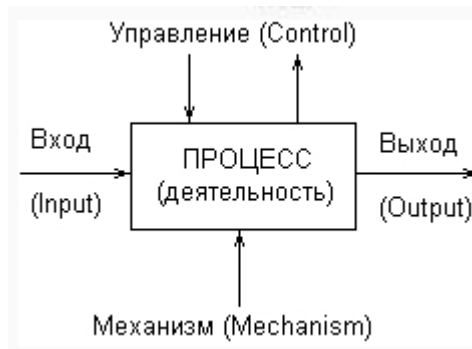 Управление (Control)
Вход
(Input)
ПРОЦЕСС
(деятельность)
Выход
(Output)
Механизм (Mechanism)